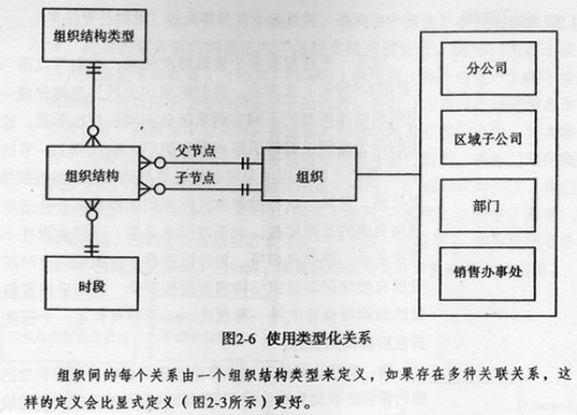 组织结构类型
分公司
区域子公司
父节点
组织结构
组织
子节点
部门
时段
销售办事处
图2-6 使用类型化关系
组织间的每个关系由一个组织结构类型来定义，如果存在多种关联关系，这
样的定义会比显式定义（图2-3所示）更好。